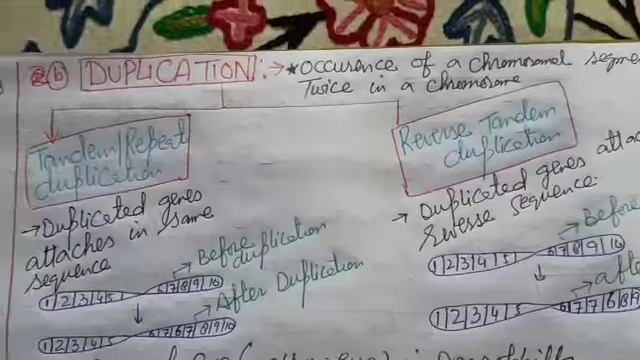 2 (b) DUPLICATION :→ * Occurence of a chromosomal segme
Twice in a chromosome
Tandem/Repeat
duplication
→ Duplicated genes
attaches in same
sequence
Before
duplication
1 2 3 4 5 6 7 8 9 10
After Duplication
1 2 3 4 5 6 7 6 7 8 9 10
Reverse Tandem
duplication
→ Duplicated genes attac
reverse sequence.
Before
1 2 3 4 5 6 7 8 9 10
after
1 2 3 4 5 6 7 7 6 8 9